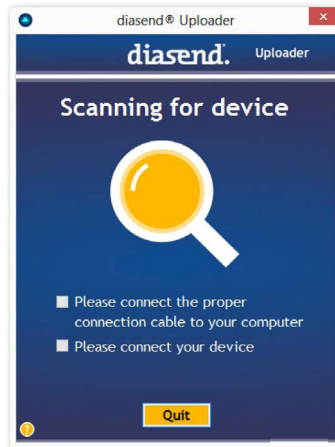 diasend® Uploader
diasend. Uploader
Scanning for device
Please connect the proper
connection cable to your computer
Please connect your device
Quit
?